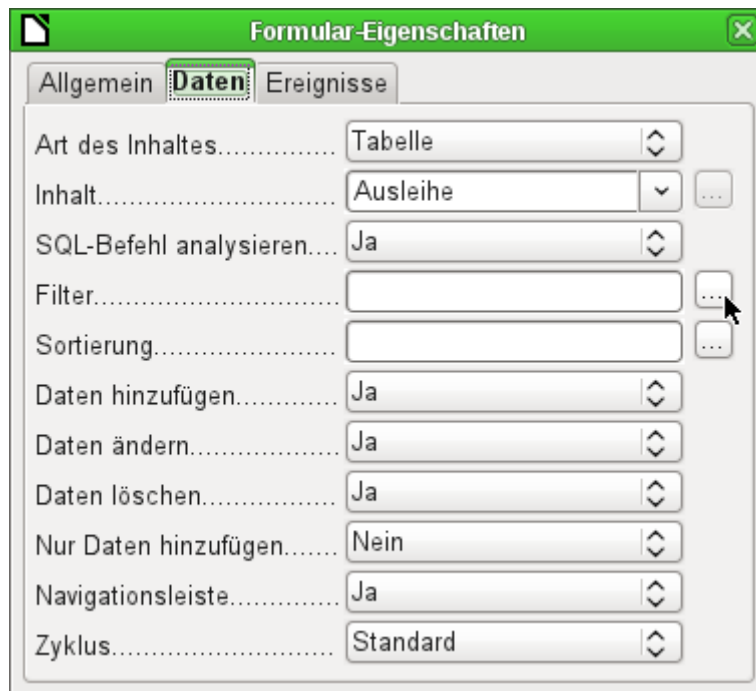 Formular-Eigenschaften
Allgemein Daten Ereignisse
Art des Inhaltes............... Tabelle
Inhalt........................... Ausleihe ...
SQL-Befehl analysieren.... Ja
Filter............................ ...
Sortierung...................... ...
Daten hinzufügen............. Ja
Daten ändern.................. Ja
Daten löschen................. Ja
Nur Daten hinzufügen....... Nein
Navigationsleiste.............. Ja
Zyklus........................... Standard